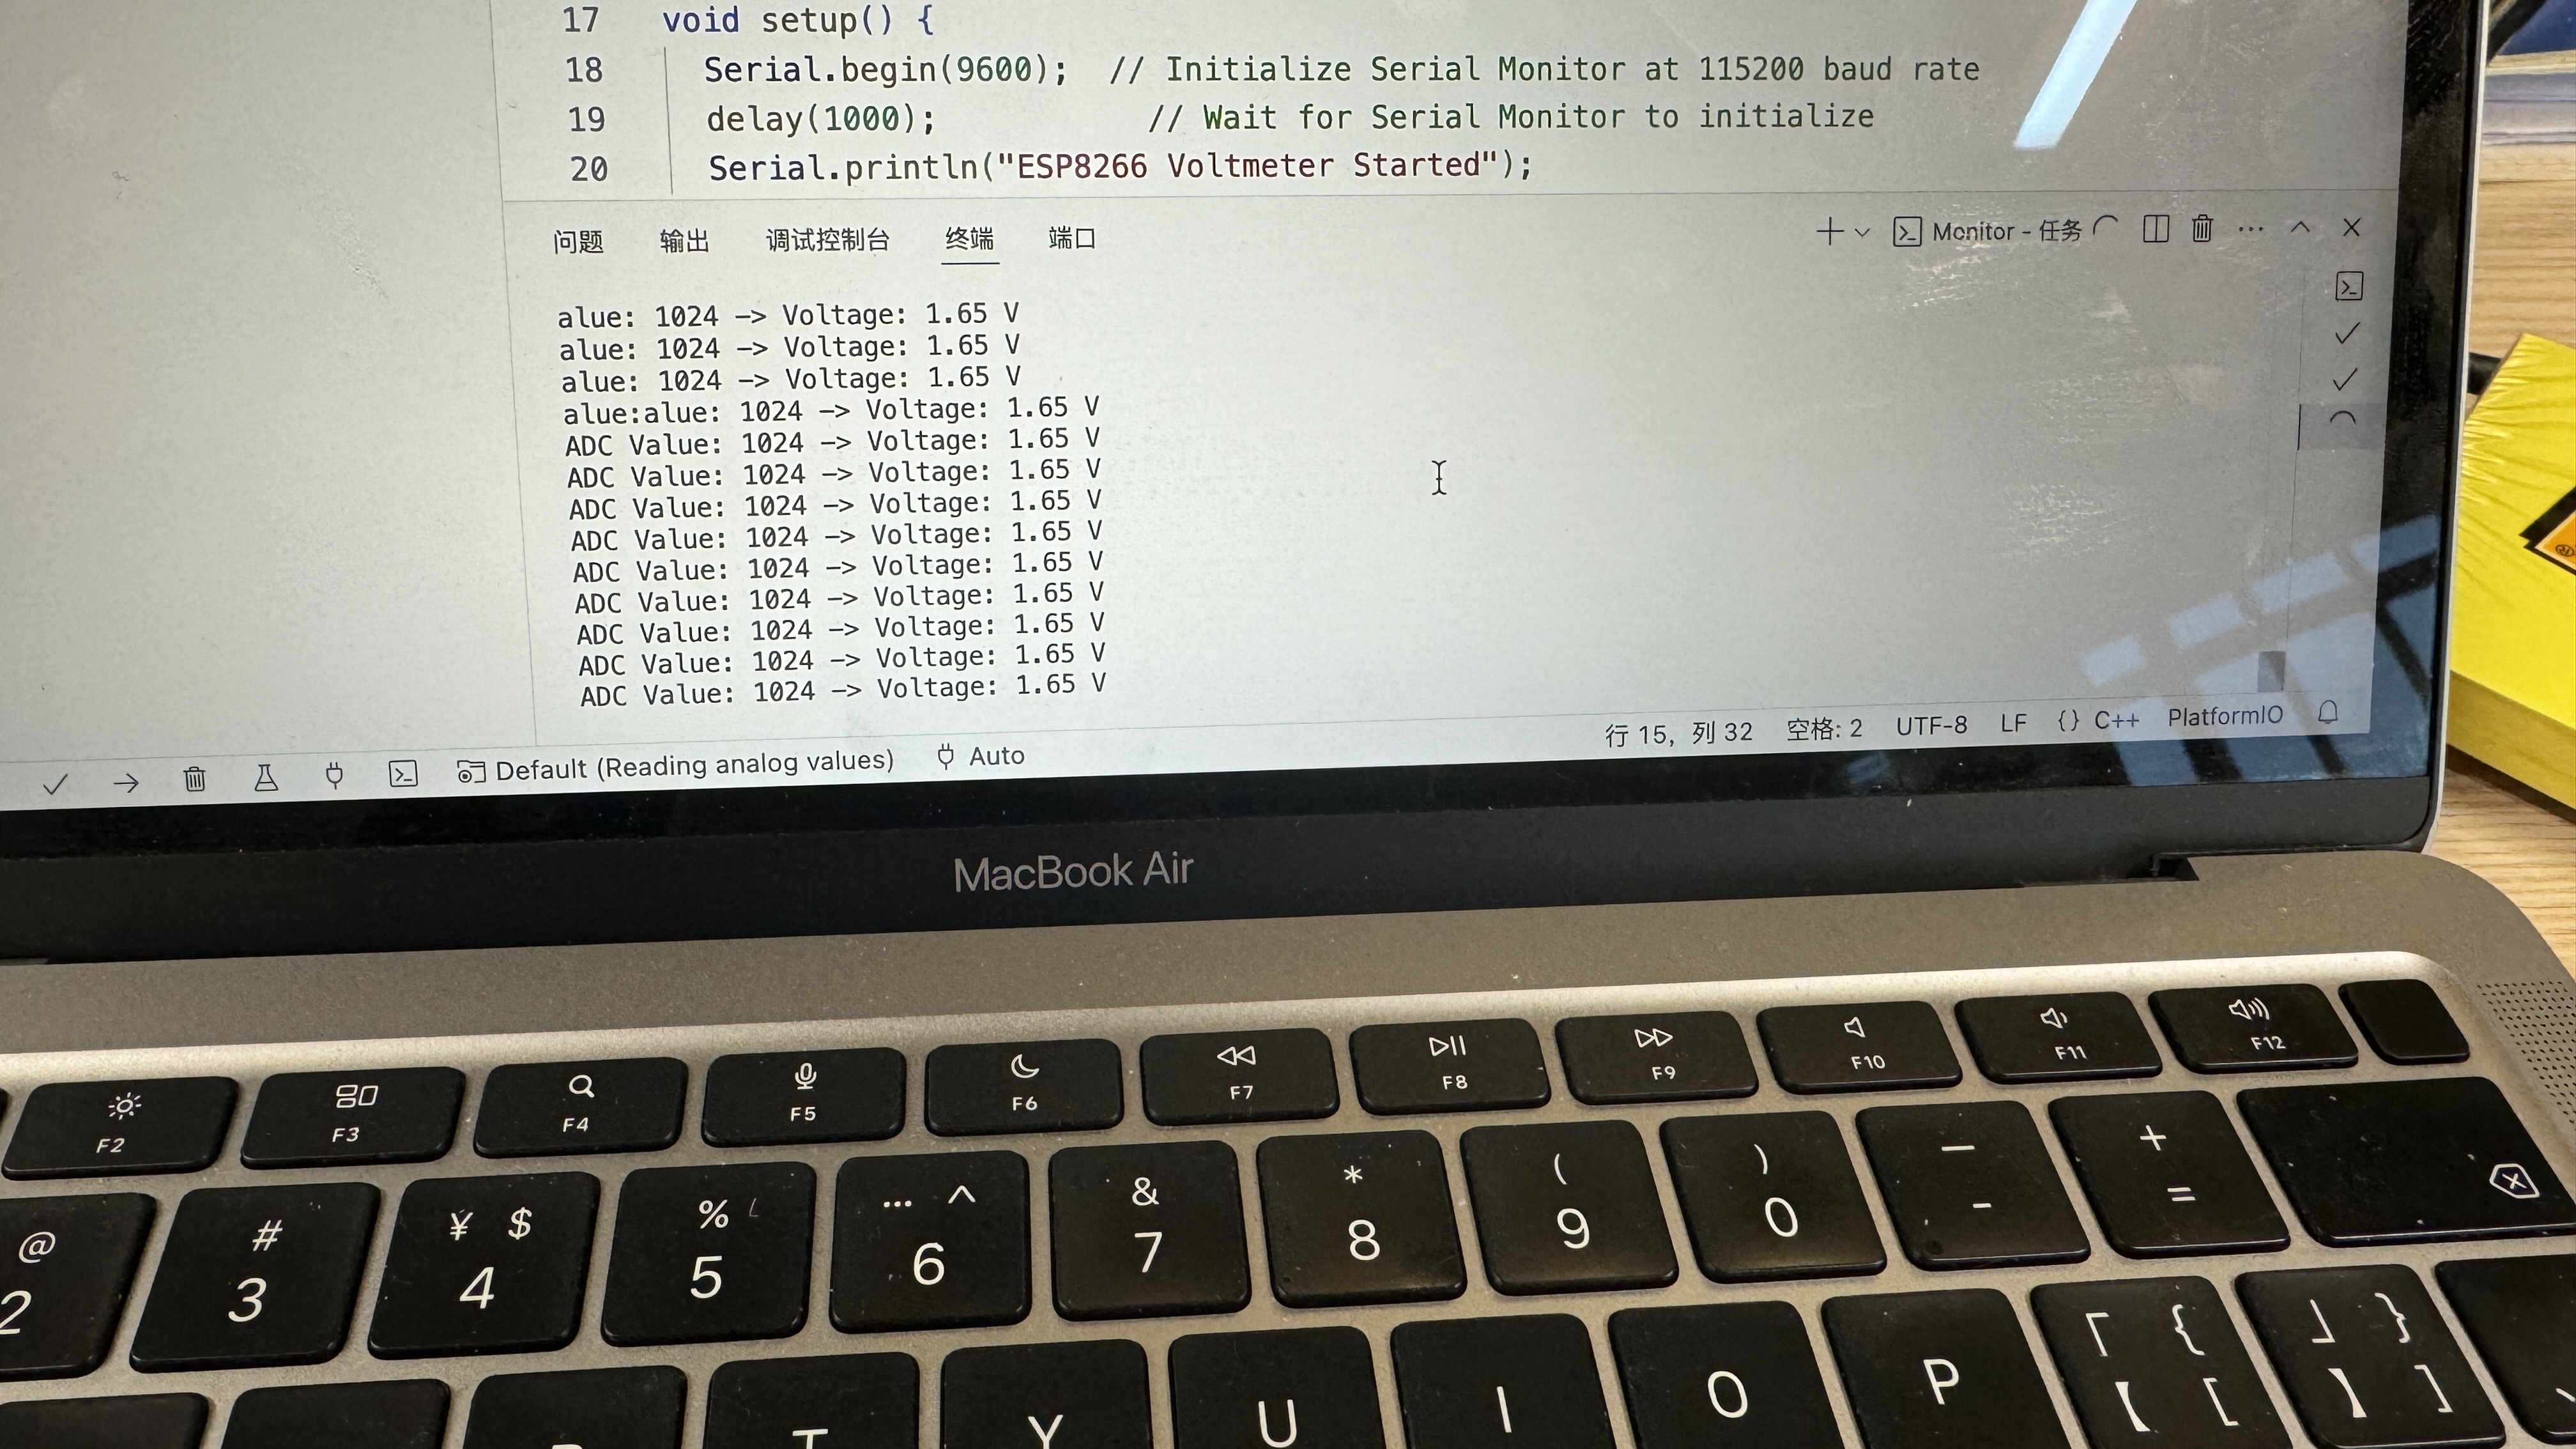 17 void setup() {
18 Serial.begin(9600); // Initialize Serial Monitor at 115200 baud rate
19 delay(1000); // Wait for Serial Monitor to initialize
20 Serial.println("ESP8266 Voltmeter Started");
问题 输出 调试控制台 终端 端口 Monitor - 任务
alue: 1024 -> Voltage: 1.65 V
alue: 1024 -> Voltage: 1.65 V
alue: 1024 -> Voltage: 1.65 V
alue:alue: 1024 -> Voltage: 1.65 V
ADC Value: 1024 -> Voltage: 1.65 V
ADC Value: 1024 -> Voltage: 1.65 V
ADC Value: 1024 -> Voltage: 1.65 V
ADC Value: 1024 -> Voltage: 1.65 V
ADC Value: 1024 -> Voltage: 1.65 V
ADC Value: 1024 -> Voltage: 1.65 V
ADC Value: 1024 -> Voltage: 1.65 V
ADC Value: 1024 -> Voltage: 1.65 V
ADC Value: 1024 -> Voltage: 1.65 V
行 15, 列 32 空格: 2 UTF-8 LF {} C++ PlatformIO
Default (Reading analog values) Auto
MacBook Air
F2 F3 F4 F5 F6 F7 F8 F9 F10 F11 F12
@ # ¥ $ % … ^ & * ( ) — +
2 3 4 5 6 7 8 9 0 - =
「 { 」 }
T Y U I O P 【 [ 】 ]